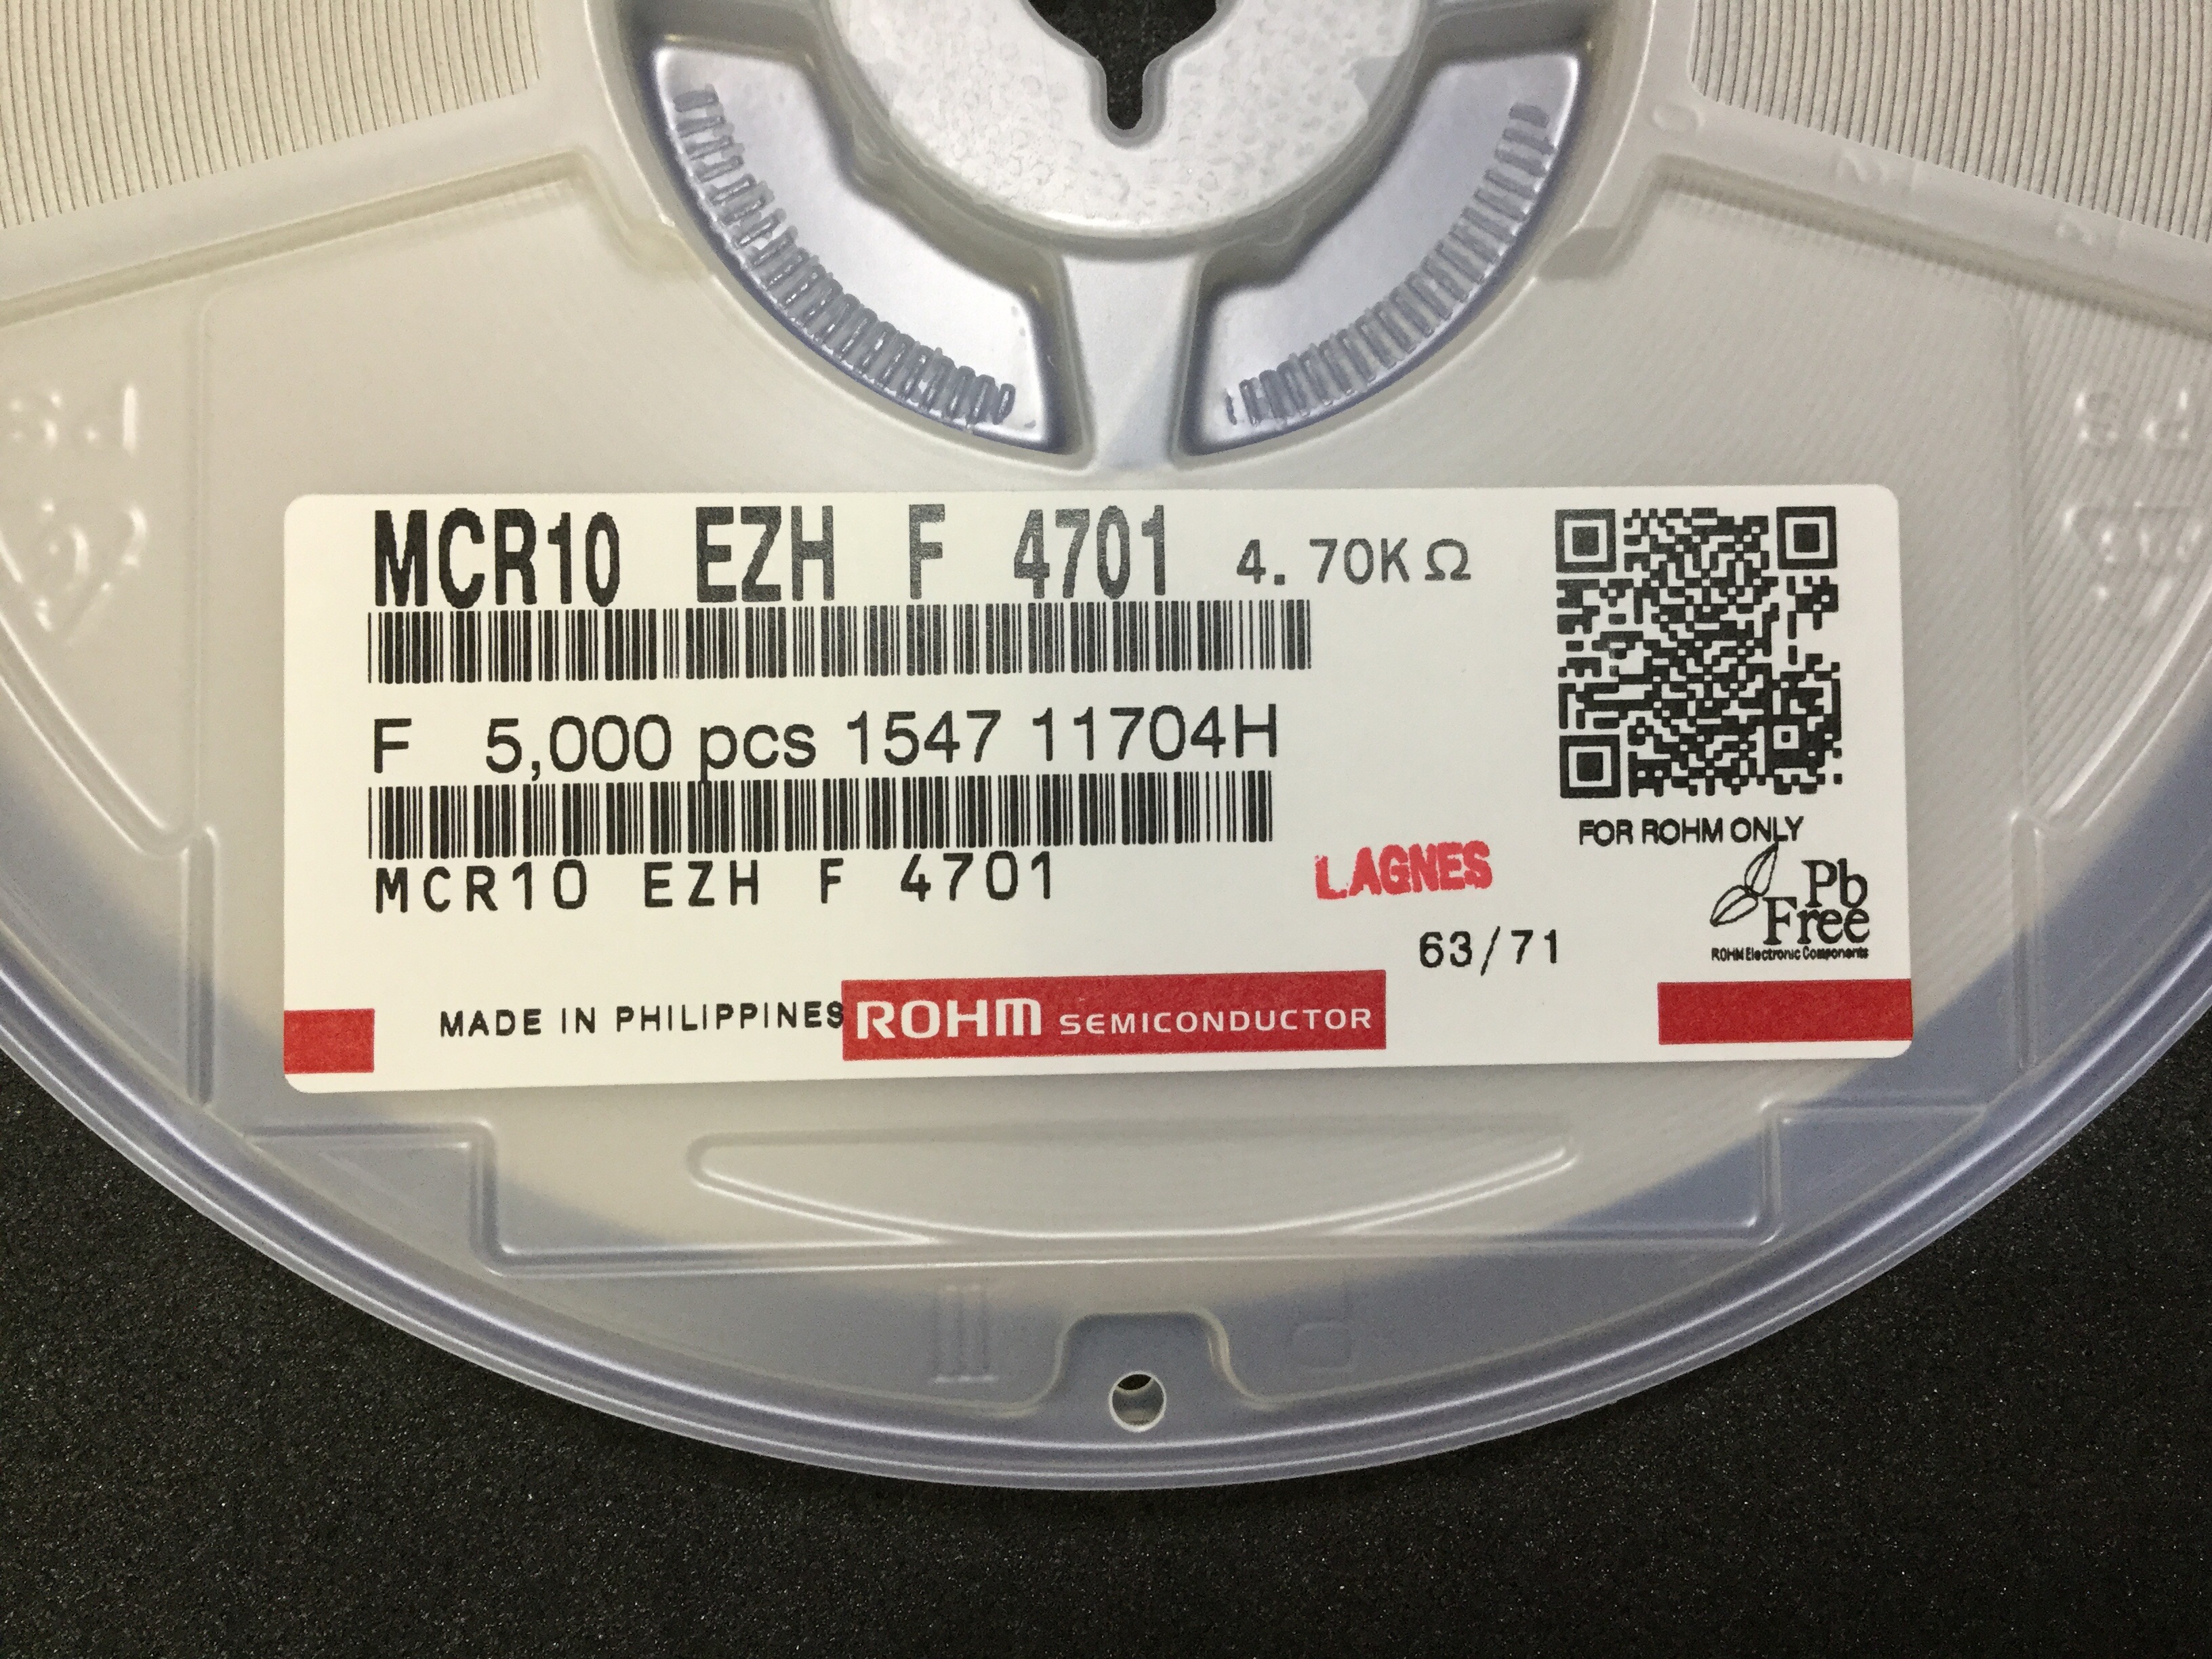 MCR10 EZH F 4701 4.70KΩ
F 5,000 pcs 1547 11704H
MCR10 EZH F 4701
FOR ROHM ONLY
LAGNES
Pb
Free
ROHM Electronic Components
63/71
MADE IN PHILIPPINES ROHM SEMICONDUCTOR